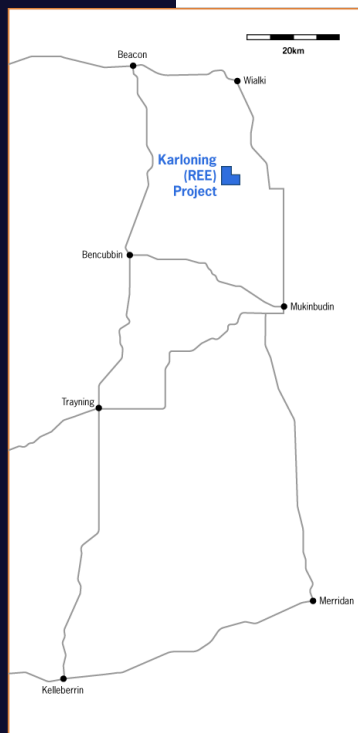 Beacon
20km
Wialki
Karloning
(REE)
Project
Bencubbin
Mukinbudin
Trayning
Merridan
Kelleberrin